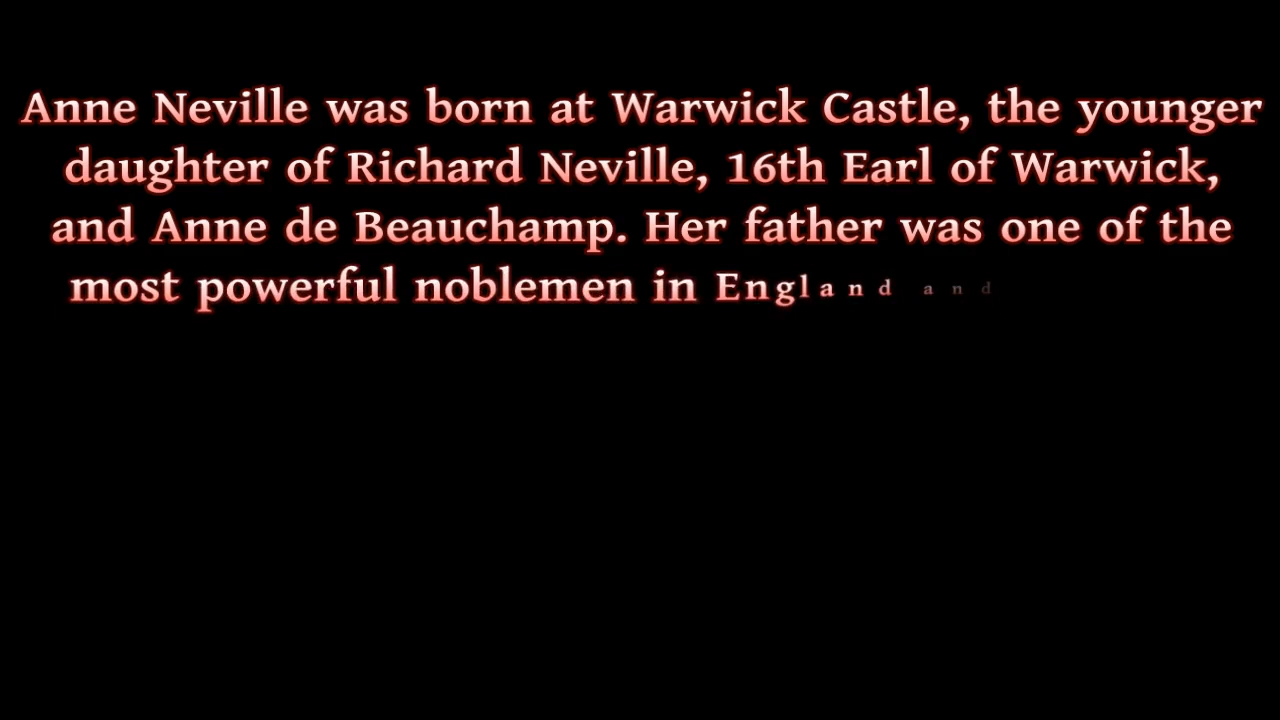 Anne Neville was born at Warwick Castle, the younger
daughter of Richard Neville, 16th Earl of Warwick,
and Anne de Beauchamp. Her father was one of the
most powerful noblemen in England and